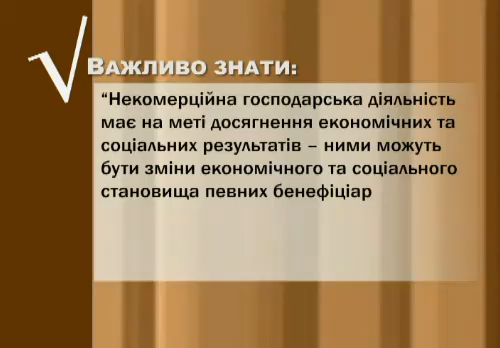 Важливо знати:
“Некомерційна господарська діяльність
має на меті досягнення економічних та
соціальних результатів – ними можуть
бути зміни економічного та соціального
становища певних бенефіціар